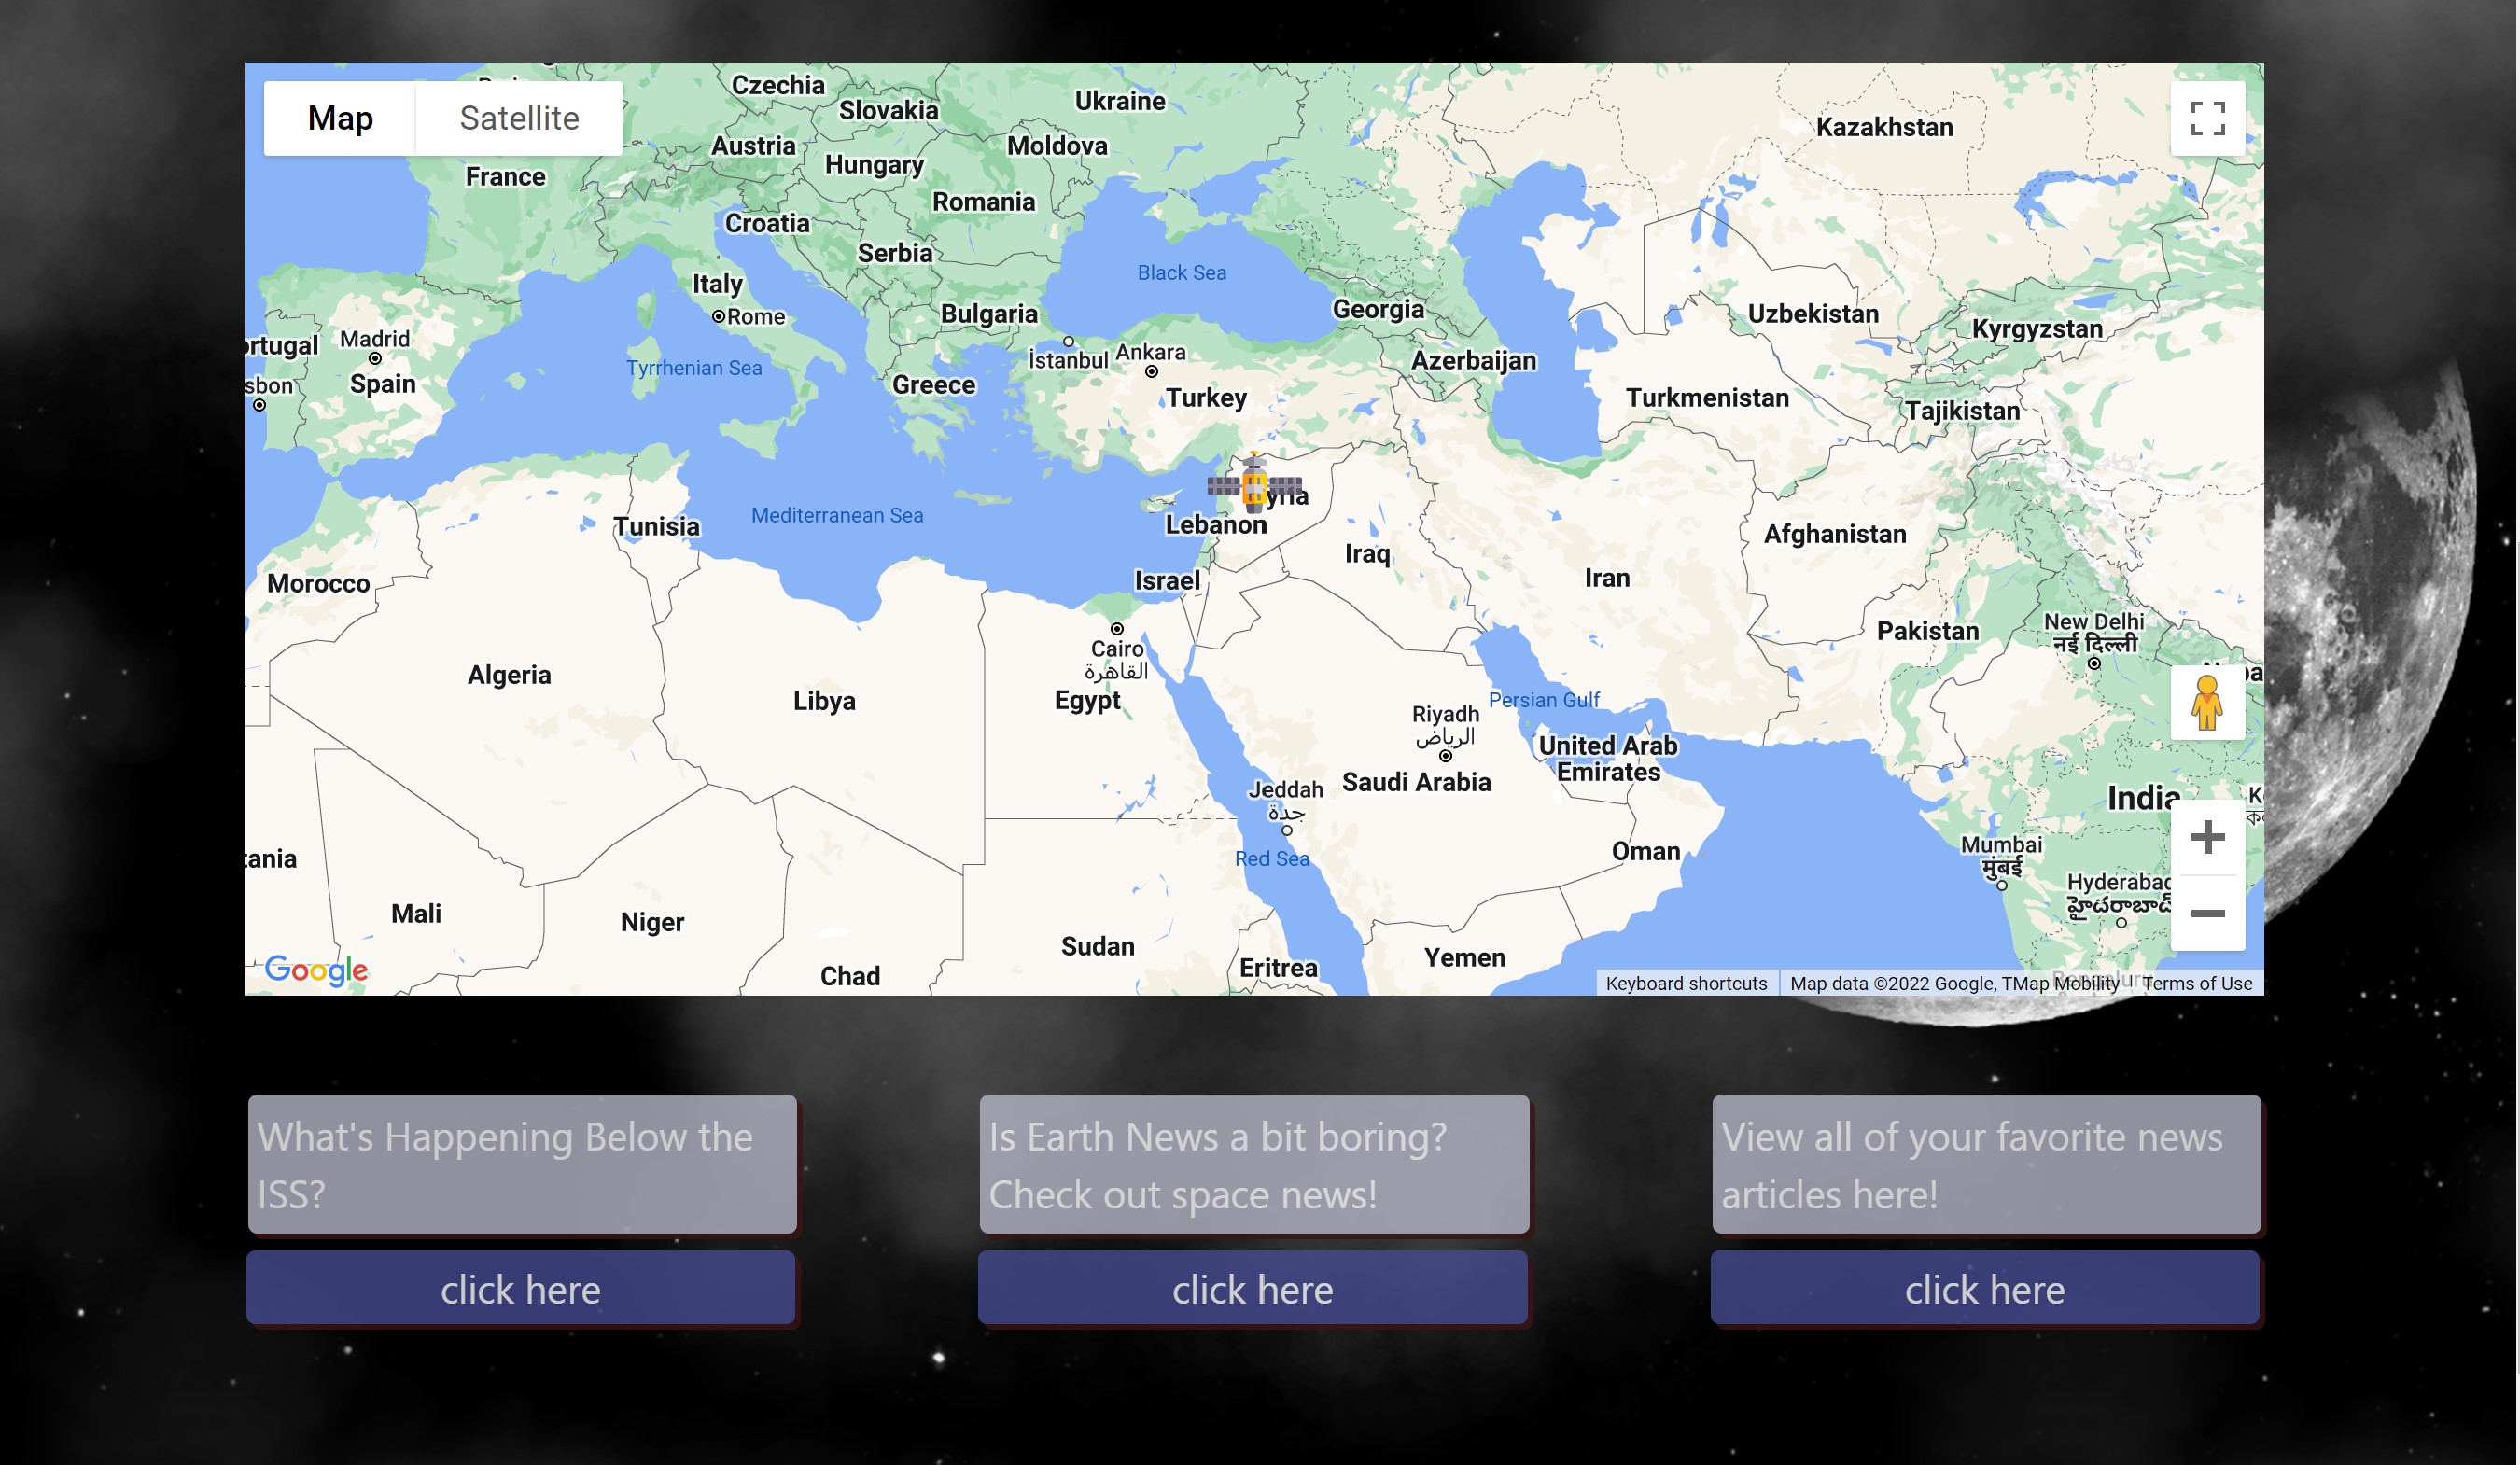 Map
Satellite
Czechia
Slovakia
Ukraine
Kazakhstan
Austria
Hungary
Moldova
France
Romania
Croatia
Serbia
Black Sea
Italy
Rome
Bulgaria
Georgia
Uzbekistan
Kyrgyzstan
rtugal
Madrid
İstanbul
Ankara
Azerbaijan
Tyrrhenian Sea
sbon
Spain
Greece
Turkey
Turkmenistan
Tajikistan
yria
Mediterranean Sea
Tunisia
Lebanon
Afghanistan
Iraq
Morocco
Israel
Iran
New Delhi
नई दिल्ली
Pakistan
Cairo
القاهرة
Algeria
Libya
Egypt
Persian Gulf
Riyadh
الرياض
United Arab
Emirates
Saudi Arabia
Jeddah
جدة
India
Mumbai
मुंबई
Red Sea
Oman
tania
Hyderabad
హైదరాబాద్
Mali
Niger
Sudan
Yemen
Eritrea
Chad
Google
Keyboard shortcuts
Map data ©2022 Google, TMap Mobility
Terms of Use
What's Happening Below the
ISS?
click here
Is Earth News a bit boring?
Check out space news!
click here
View all of your favorite news
articles here!
click here